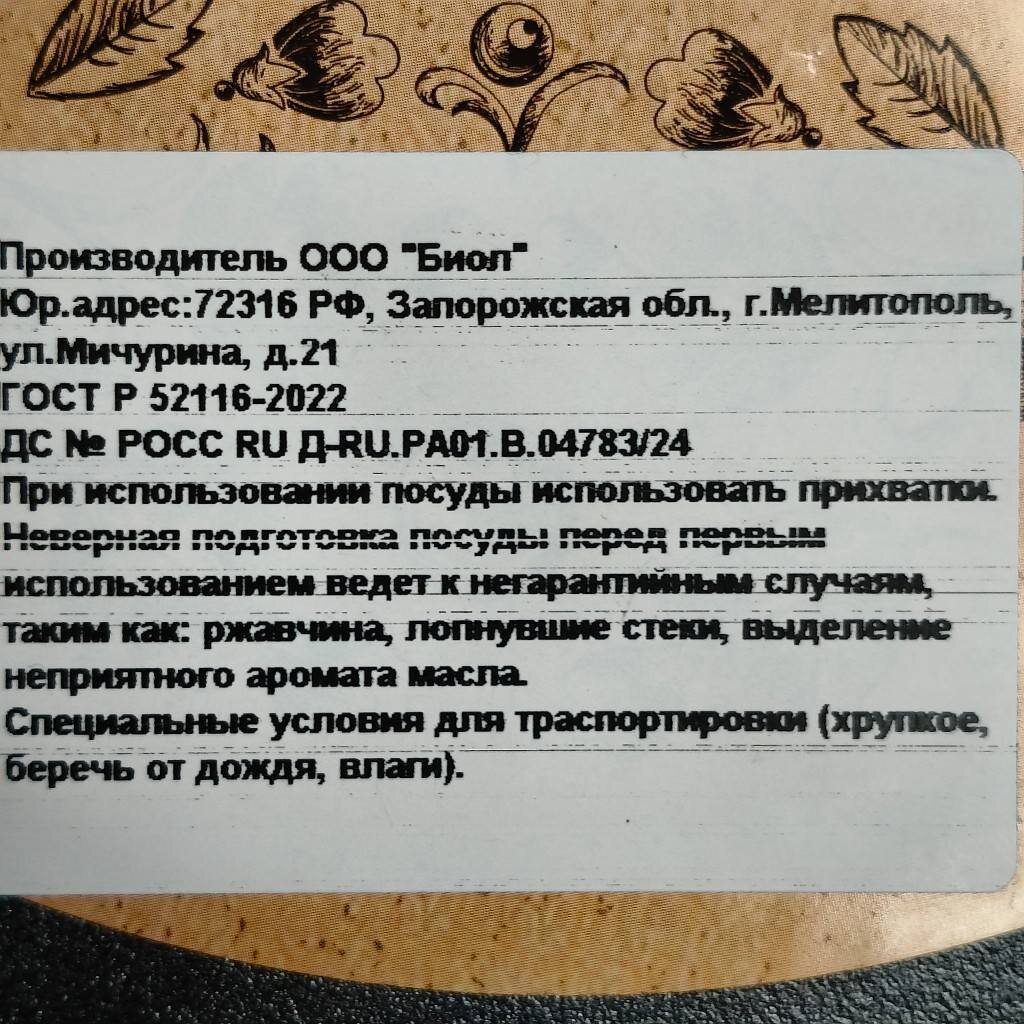 Производитель ООО "Биол"
Юр.адрес:72316 РФ, Запорожская обл., г.Мелитополь,
ул.Мичурина, д.21
ГОСТ Р 52116-2022
ДС № РОСС RU Д-RU.РА01.В.04783/24
При использовании посуды использовать прихватки.
Неверная подготовка посуды перед первым
использованием ведет к негарантийным случаям,
таким как: ржавчина, лопнувшие стеки, выделение
неприятного аромата масла.
Специальные условия для траспортировки (хрупкое,
беречь от дождя, влаги).